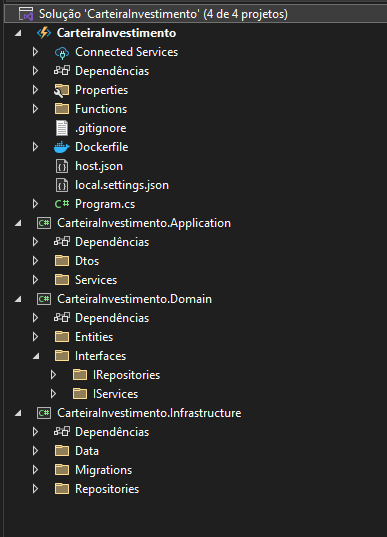 Solução 'CarteiraInvestimento' (4 de 4 projetos)
CarteiraInvestimento
Connected Services
Dependências
Properties
Functions
.gitignore
Dockerfile
host.json
local.settings.json
C# Program.cs
C# CarteiraInvestimento.Application
Dependências
Dtos
Services
C# CarteiraInvestimento.Domain
Dependências
Entities
Interfaces
IRepositories
IServices
C# CarteiraInvestimento.Infrastructure
Dependências
Data
Migrations
Repositories